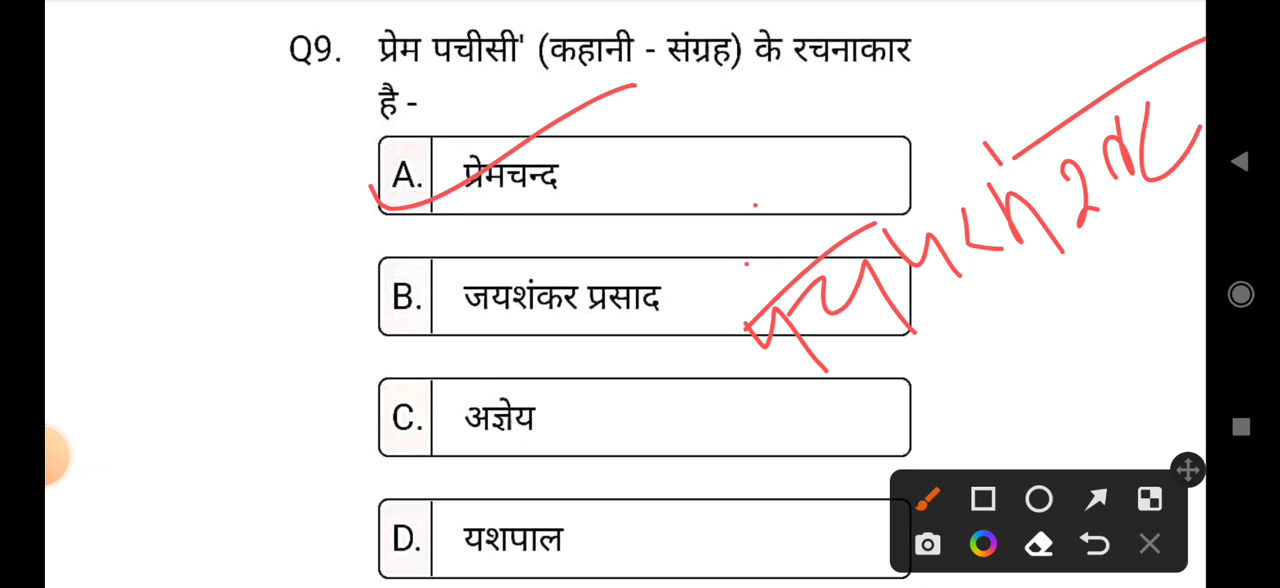 Q9. प्रेम पचीसी' (कहानी - संग्रह) के रचनाकार
है -
A. प्रेमचन्द
B. जयशंकर प्रसाद
C. अज्ञेय
D. यशपाल